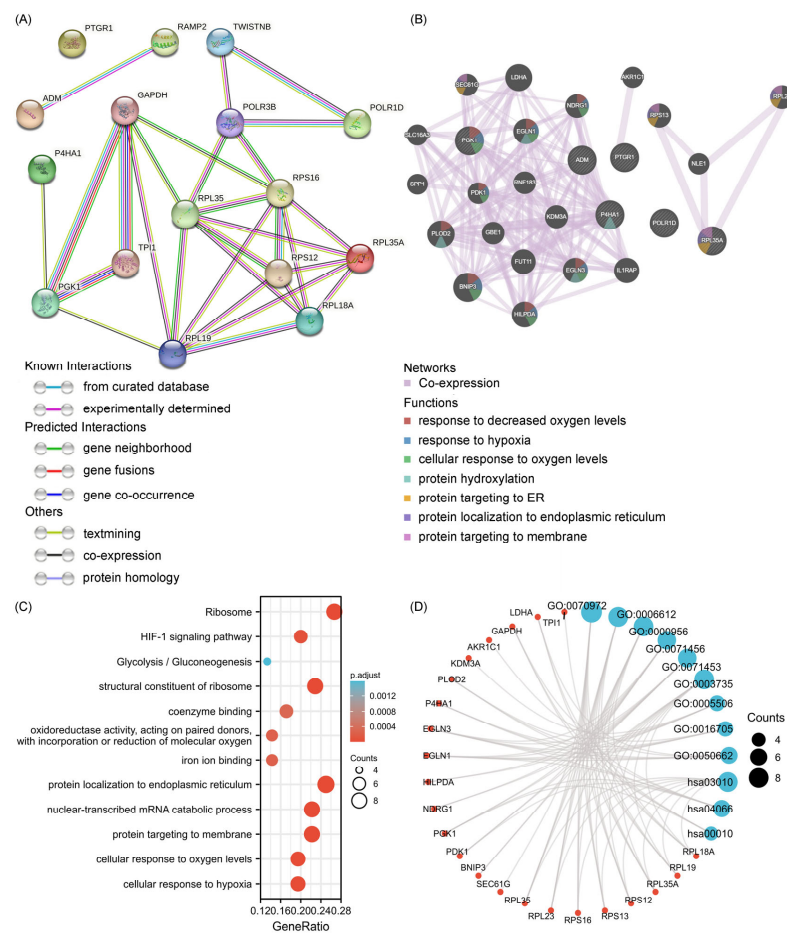 (A)
PTGR1
RAMP2
TWISTNB
ADM
GAPDH
POLR3B
POLR1D
P4HA1
RPS16
RPL35
RPL35A
TPI1
RPS12
PGK1
RPL18A
RPL19
Known Interactions
from curated database
experimentally determined
Predicted Interactions
gene neighborhood
gene fusions
gene co-occurrence
Others
textmining
co-expression
protein homology
(B)
LDHA
AKR1C1
SEC61G
NDRG1
RPS13
SLC16A3
PGK1
EGLN1
ADM
PTGR1
NLE1
PDK1
RNF183
P4HA1
KDM3A
POLR1D
PLOD2
GBE1
RPL35A
FUT11
EGLN3
IL1RAP
BNIP3
HILPDA
Networks
Co-expression
Functions
response to decreased oxygen levels
response to hypoxia
cellular response to oxygen levels
protein hydroxylation
protein targeting to ER
protein localization to endoplasmic reticulum
protein targeting to membrane
(C)
Ribosome
HIF-1 signaling pathway
Glycolysis / Gluconeogenesis
structural constituent of ribosome
coenzyme binding
oxidoreductase activity, acting on paired donors,
with incorporation or reduction of molecular oxygen
iron ion binding
protein localization to endoplasmic reticulum
nuclear-transcribed mRNA catabolic process
protein targeting to membrane
cellular response to oxygen levels
cellular response to hypoxia
0.12 0.16 0.20 0.24 0.28
GeneRatio
p.adjust
0.0012
0.0008
0.0004
Counts
4
6
8
(D)
GO:0070972
GO:0006612
GO:0000956
GO:0071456
GO:0071453
GO:0003735
GO:0005506
GO:0016705
GO:0050662
hsa03010
hsa04066
hsa00010
RPL18A
RPL19
RPL35A
RPS12
RPS13
RPS16
RPL23
RPL35
SEC61G
BNIP3
PDK1
PGK1
NDRG1
HILPDA
EGLN1
EGLN3
P4HA1
PLOD2
KDM3A
AKR1C1
GAPDH
LDHA
TPI1
Counts
4
6
8